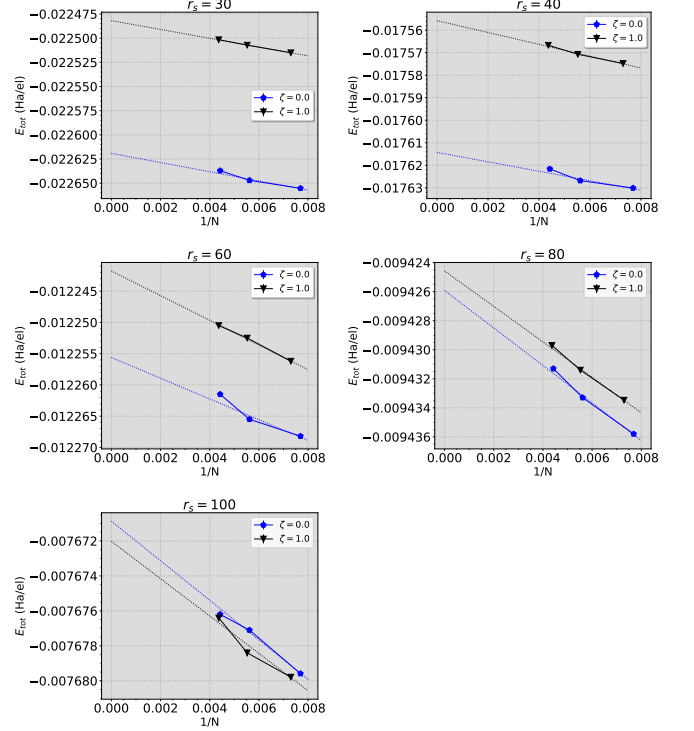 r_s = 30
−0.022475
−0.022500
−0.022525
−0.022550
−0.022575
−0.022600
−0.022625
−0.022650
E_tot (Ha/el)
ζ = 0.0
ζ = 1.0
0.000 0.002 0.004 0.006 0.008
1/N
r_s = 40
−0.01756
−0.01757
−0.01758
−0.01759
−0.01760
−0.01761
−0.01762
−0.01763
E_tot (Ha/el)
ζ = 0.0
ζ = 1.0
0.000 0.002 0.004 0.006 0.008
1/N
r_s = 60
−0.012245
−0.012250
−0.012255
−0.012260
−0.012265
−0.012270
E_tot (Ha/el)
ζ = 0.0
ζ = 1.0
0.000 0.002 0.004 0.006 0.008
1/N
r_s = 80
−0.009424
−0.009426
−0.009428
−0.009430
−0.009432
−0.009434
−0.009436
E_tot (Ha/el)
ζ = 0.0
ζ = 1.0
0.000 0.002 0.004 0.006 0.008
1/N
r_s = 100
−0.007672
−0.007674
−0.007676
−0.007678
−0.007680
E_tot (Ha/el)
ζ = 0.0
ζ = 1.0
0.000 0.002 0.004 0.006 0.008
1/N